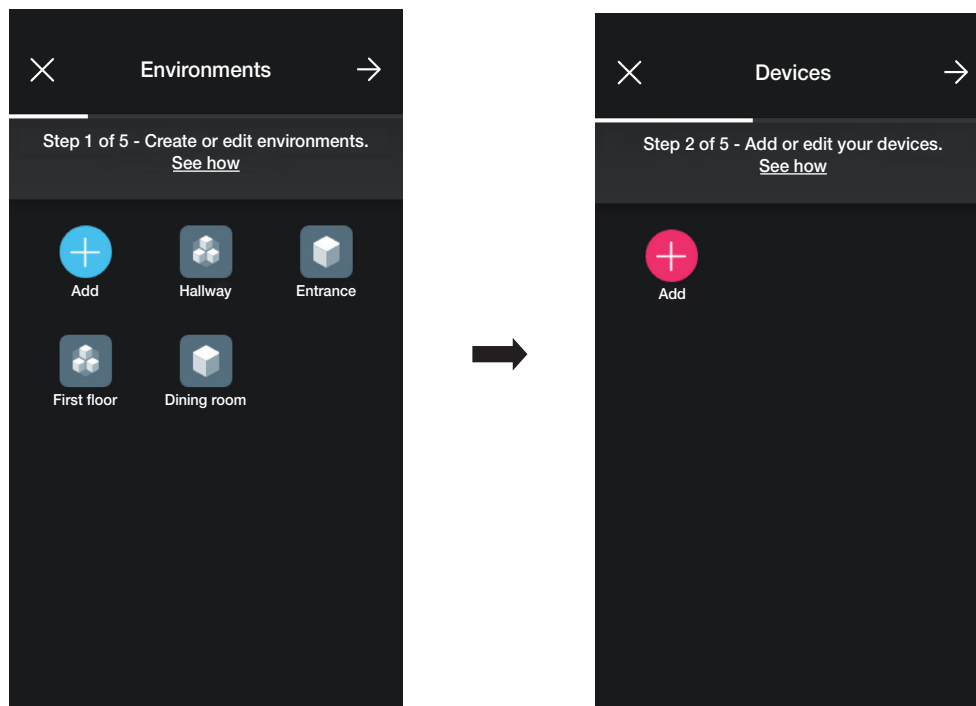 Environments
Step 1 of 5 - Create or edit environments.
See how
Add
Hallway
Entrance
First floor
Dining room
Devices
Step 2 of 5 - Add or edit your devices.
See how
Add